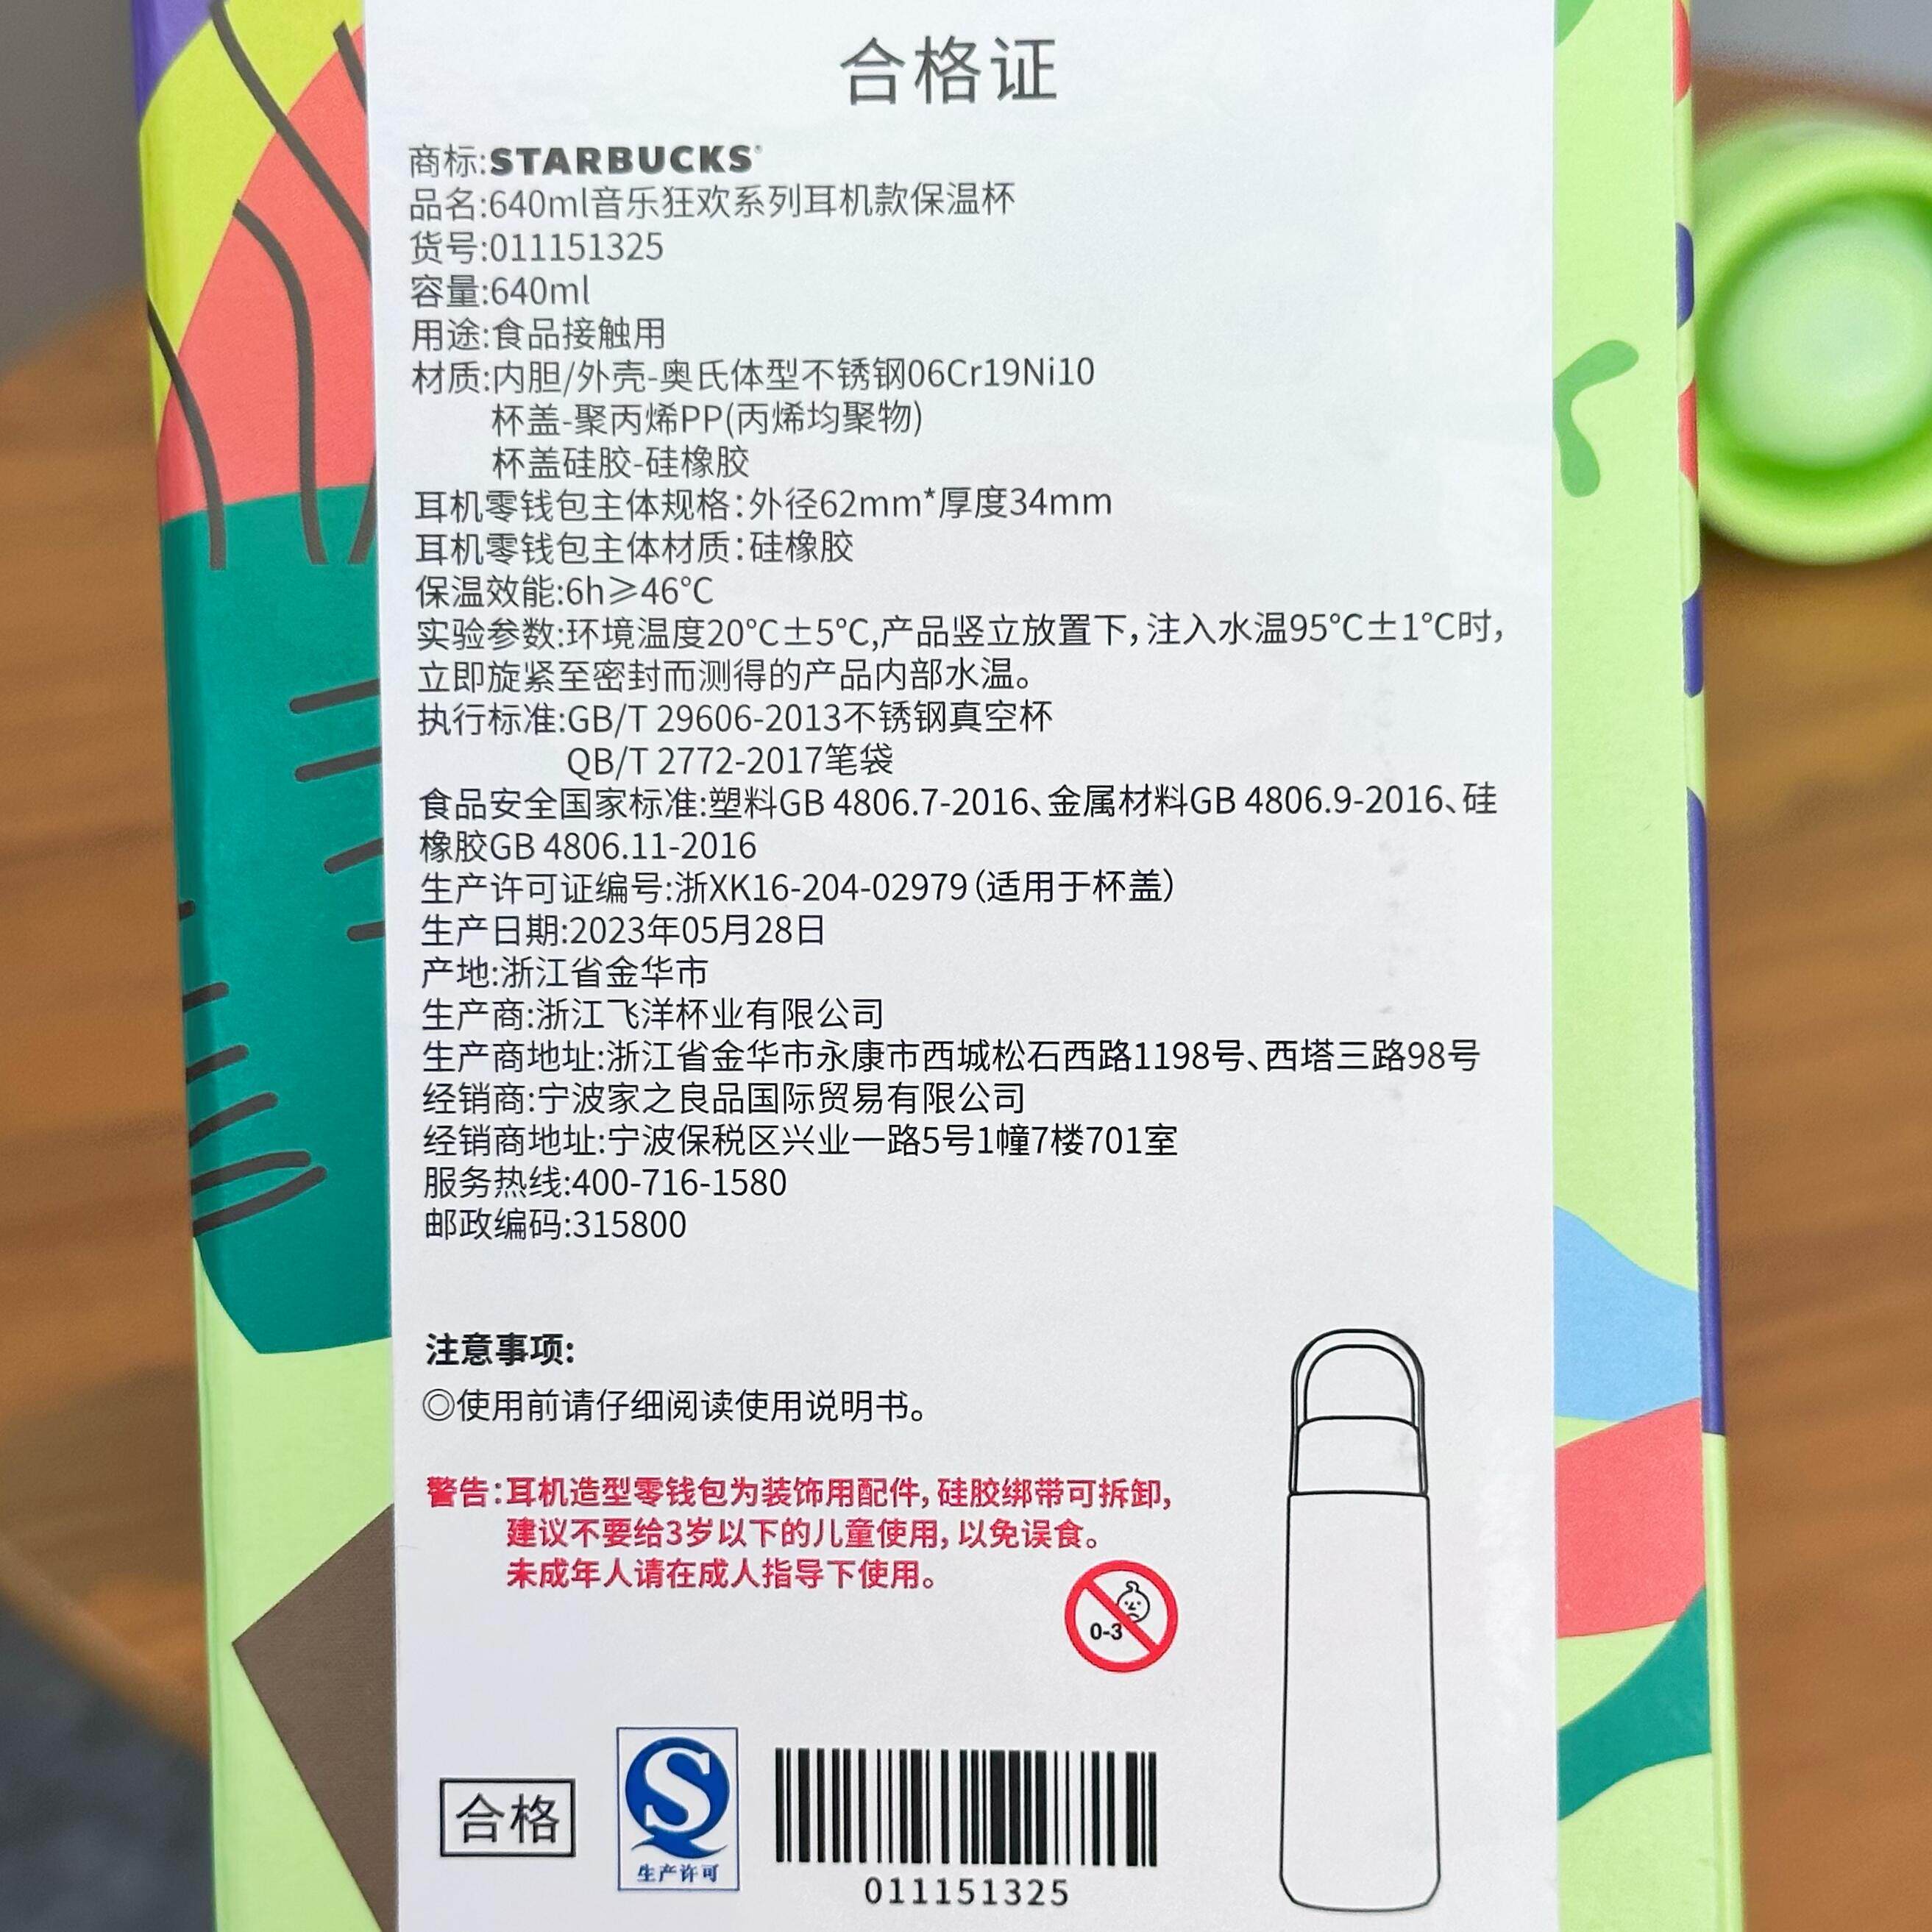 合格证
商标:STARBUCKS®
品名:640ml音乐狂欢系列耳机款保温杯
货号:011151325
容量:640ml
用途:食品接触用
材质:内胆/外壳-奥氏体型不锈钢06Cr19Ni10
杯盖-聚丙烯PP(丙烯均聚物)
杯盖硅胶-硅橡胶
耳机零钱包主体规格:外径62mm*厚度34mm
耳机零钱包主体材质:硅橡胶
保温效能:6h≥46℃
实验参数:环境温度20℃±5℃,产品竖立放置下,注入水温95℃±1℃时,
立即旋紧至密封而测得的产品内部水温。
执行标准:GB/T 29606-2013不锈钢真空杯
QB/T 2772-2017笔袋
食品安全国家标准:塑料GB 4806.7-2016、金属材料GB 4806.9-2016、硅
橡胶GB 4806.11-2016
生产许可证编号:浙XK16-204-02979(适用于杯盖)
生产日期:2023年05月28日
产地:浙江省金华市
生产商:浙江飞洋杯业有限公司
生产商地址:浙江省金华市永康市西城松石西路1198号、西塔三路98号
经销商:宁波家之良品国际贸易有限公司
经销商地址:宁波保税区兴业一路5号1幢7楼701室
服务热线:400-716-1580
邮政编码:315800
注意事项:
◎使用前请仔细阅读使用说明书。
警告:耳机造型零钱包为装饰用配件,硅胶绑带可拆卸,
建议不要给3岁以下的儿童使用,以免误食。
未成年人请在成人指导下使用。
0-3
合格
生产许可
011151325